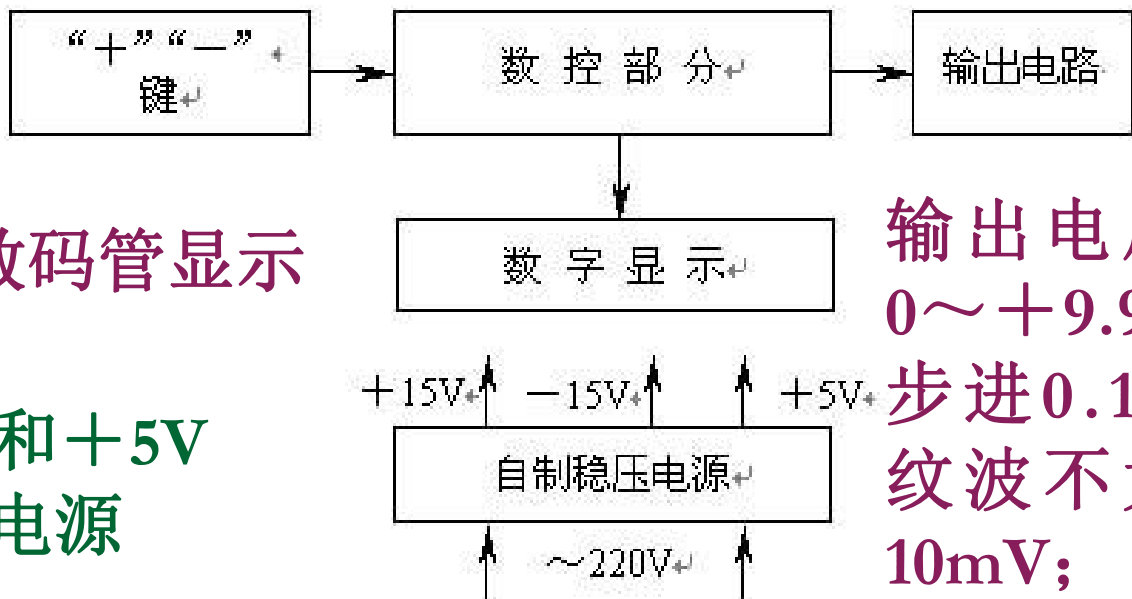 “＋”“－”
键
数 控 部 分
输出电路
数码管显示
数 字 显 示
输出电
0～＋9.9
步进0.1
纹波不
10mV；
＋15V
－15V
＋5V
和＋5V
电源
自制稳压电源
～220V